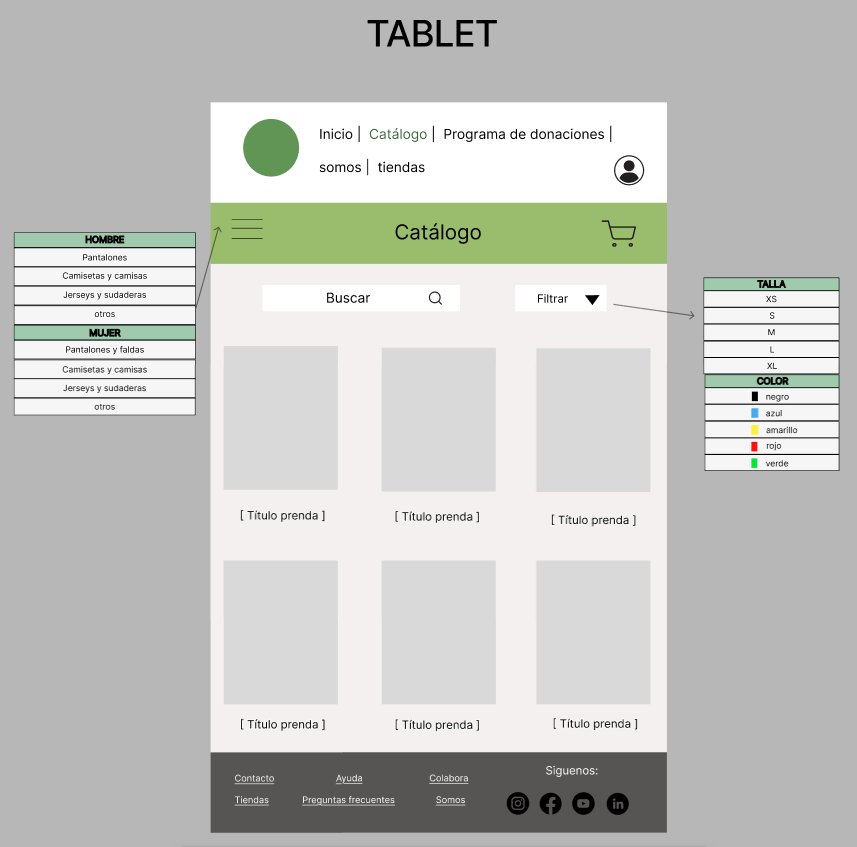 TABLET
Inicio | Catálogo | Programa de donaciones |
somos | tiendas
Catálogo
HOMBRE
Pantalones
Camisetas y camisas
Jerseys y sudaderas
otros
MUJER
Pantalones y faldas
Camisetas y camisas
Jerseys y sudaderas
otros
Buscar
Filtrar
TALLA
XS
S
M
L
XL
COLOR
negro
azul
amarillo
rojo
verde
[ Título prenda ] [ Título prenda ] [ Título prenda ]
[ Título prenda ] [ Título prenda ] [ Título prenda ]
Contacto Ayuda Colabora Siguenos:
Tiendas Preguntas frecuentes Somos
in